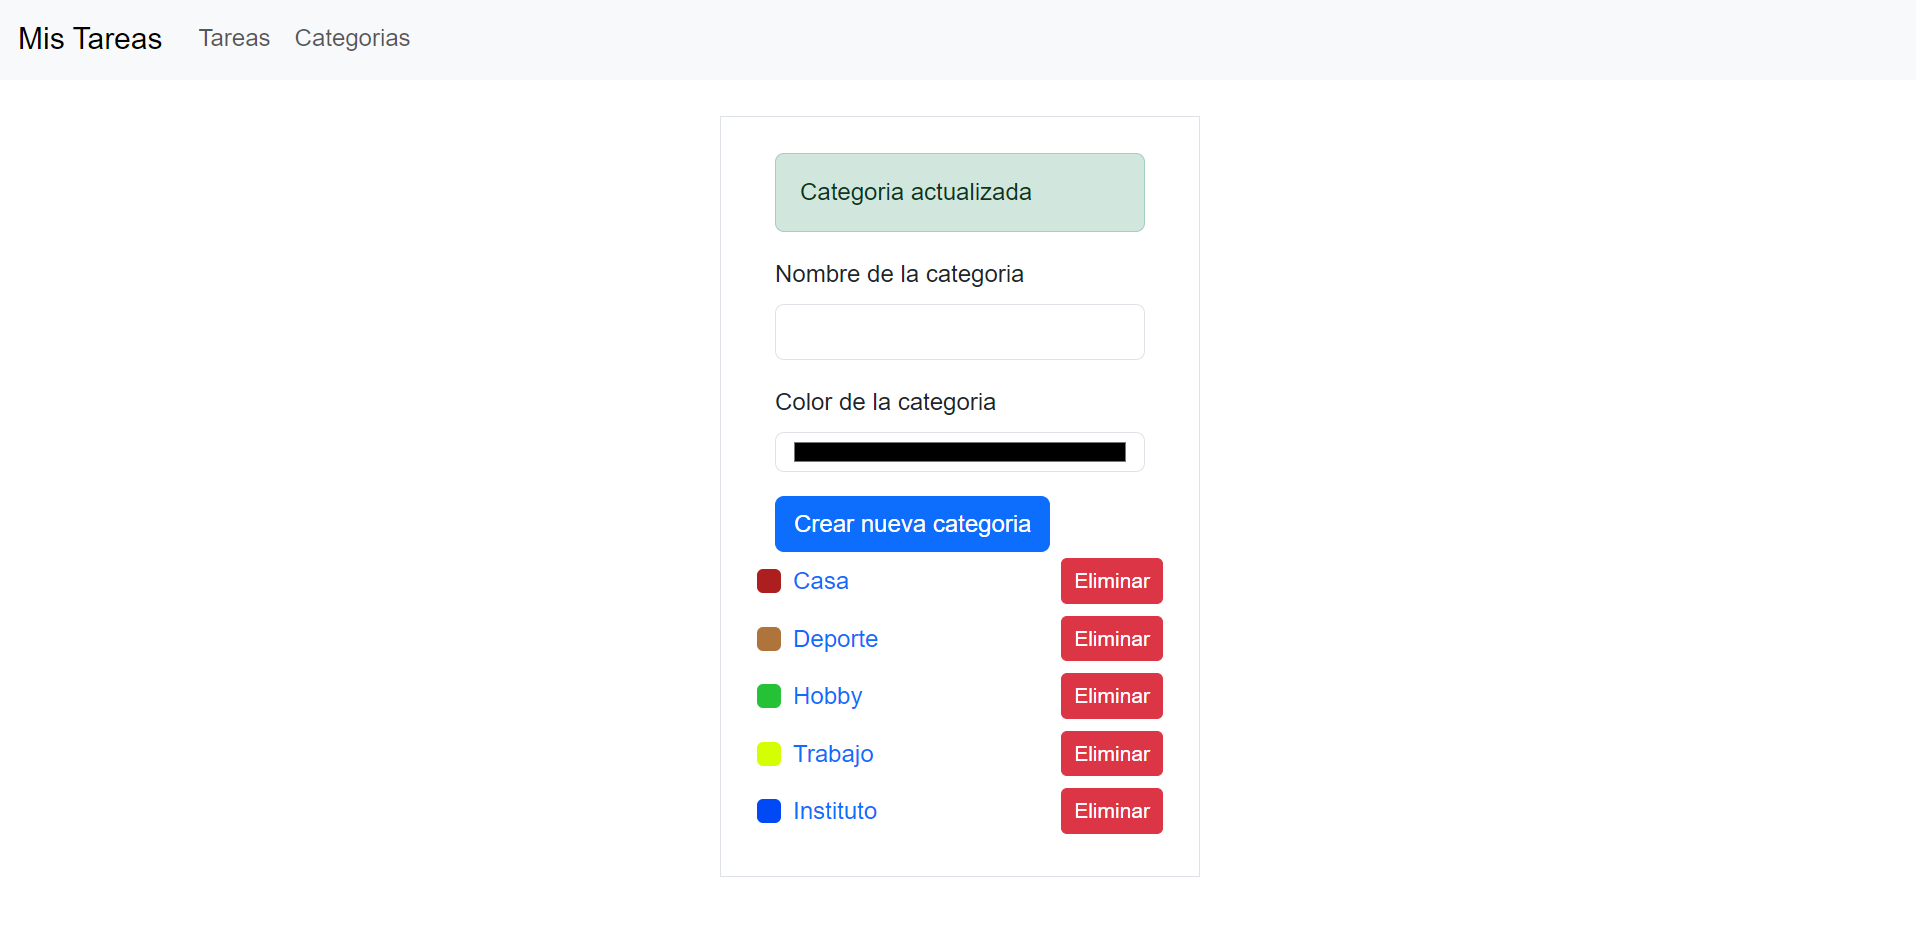 Mis Tareas Tareas Categorias
Categoria actualizada
Nombre de la categoria
Color de la categoria
Crear nueva categoria
Casa Eliminar
Deporte Eliminar
Hobby Eliminar
Trabajo Eliminar
Instituto Eliminar